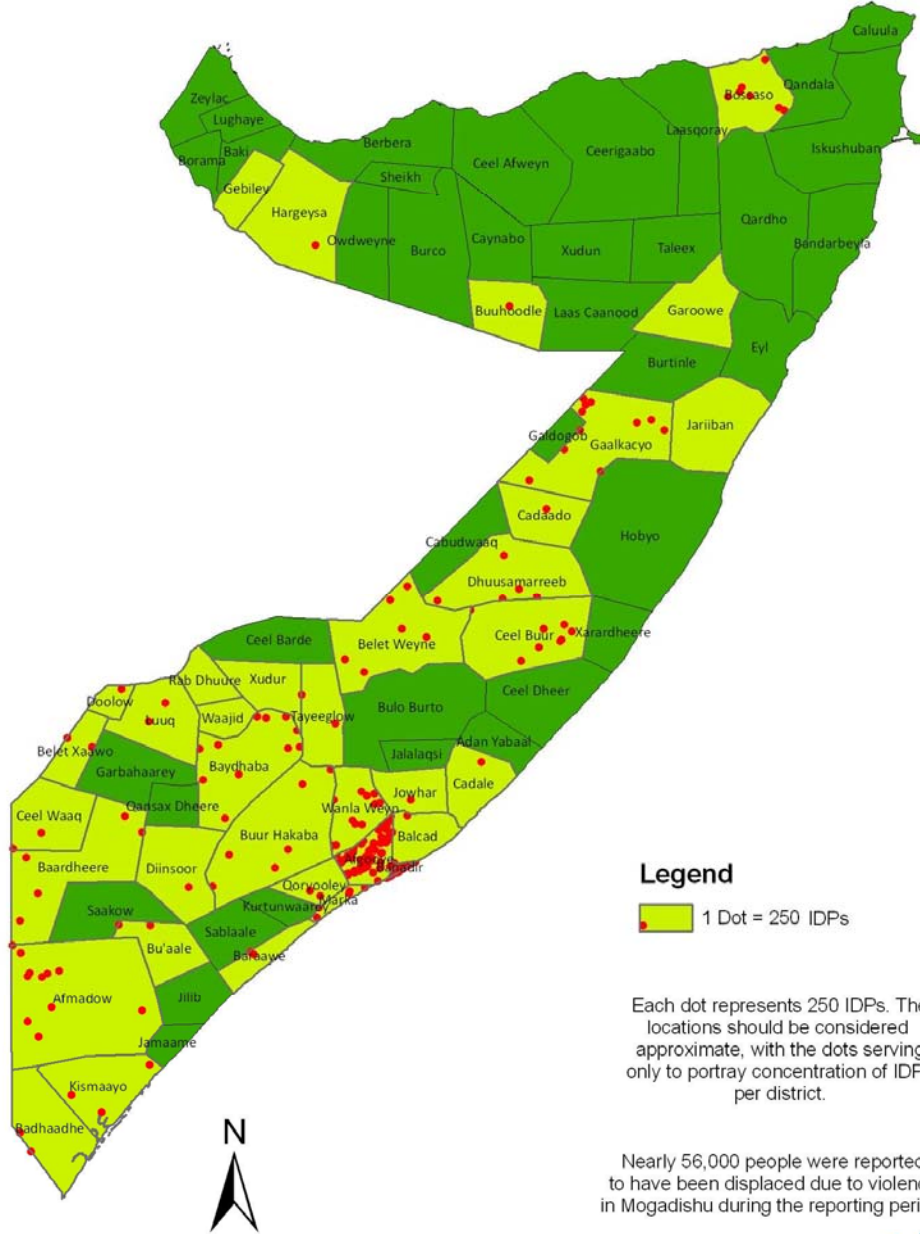 Caluula
Qandala
Bossaso
Zeylac
Lughaye
Laasqoray
Iskushuban
Berbera
Ceerigaabo
Baki
Borama
Ceel Afweyn
Sheikh
Gebiley
Hargeysa
Qardho
Owdweyne
Caynabo
Bandarbeyla
Burco
Xudun
Taleex
Buuhoodle
Laas Caanood
Garoowe
Eyl
Burtinle
Jariiban
Galdogob
Gaalkacyo
Cadaado
Hobyo
Cabudwaaq
Dhuusamarreeb
Xarardheere
Ceel Barde
Belet Weyne
Ceel Buur
Rab Dhuure
Xudur
Ceel Dheer
Doolow
Bulo Burto
Luuq
Waajid
Tayeeglow
Adan Yabaal
Belet Xaawo
Jalalaqsi
Garbahaarey
Baydhaba
Cadale
Jowhar
Qansax Dheere
Wanla Weyn
Ceel Waaq
Buur Hakaba
Balcad
Baardheere
Diinsoor
Afgooye
Banadir
Qoryooley
Marka
Saakow
Kurtunwaarey
Sablaale
Bu'aale
Baraawe
Afmadow
Jilib
Jamaame
Kismaayo
Badhaadhe
N
Legend
1 Dot = 250 IDPs
Each dot represents 250 IDPs. The
locations should be considered
approximate, with the dots serving
only to portray concentration of IDP
per district.
Nearly 56,000 people were reported
to have been displaced due to violenc
in Mogadishu during the reporting peri